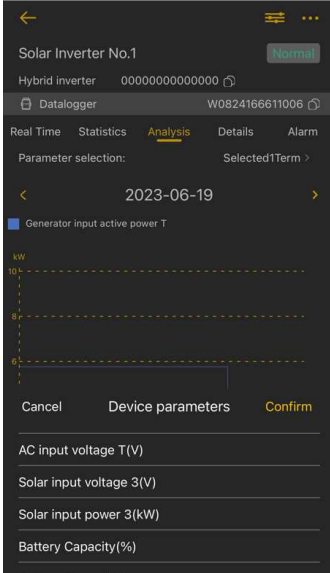 Solar Inverter No.1
Normal
Hybrid inverter 00000000000000
Datalogger W0824166611006
Real Time Statistics Analysis Details Alarm
Parameter selection: Selected1Term >
< 2023-06-19 >
Generator input active power T
kW
10
8
6
Cancel Device parameters Confirm
AC input voltage T(V)
Solar input voltage 3(V)
Solar input power 3(kW)
Battery Capacity(%)